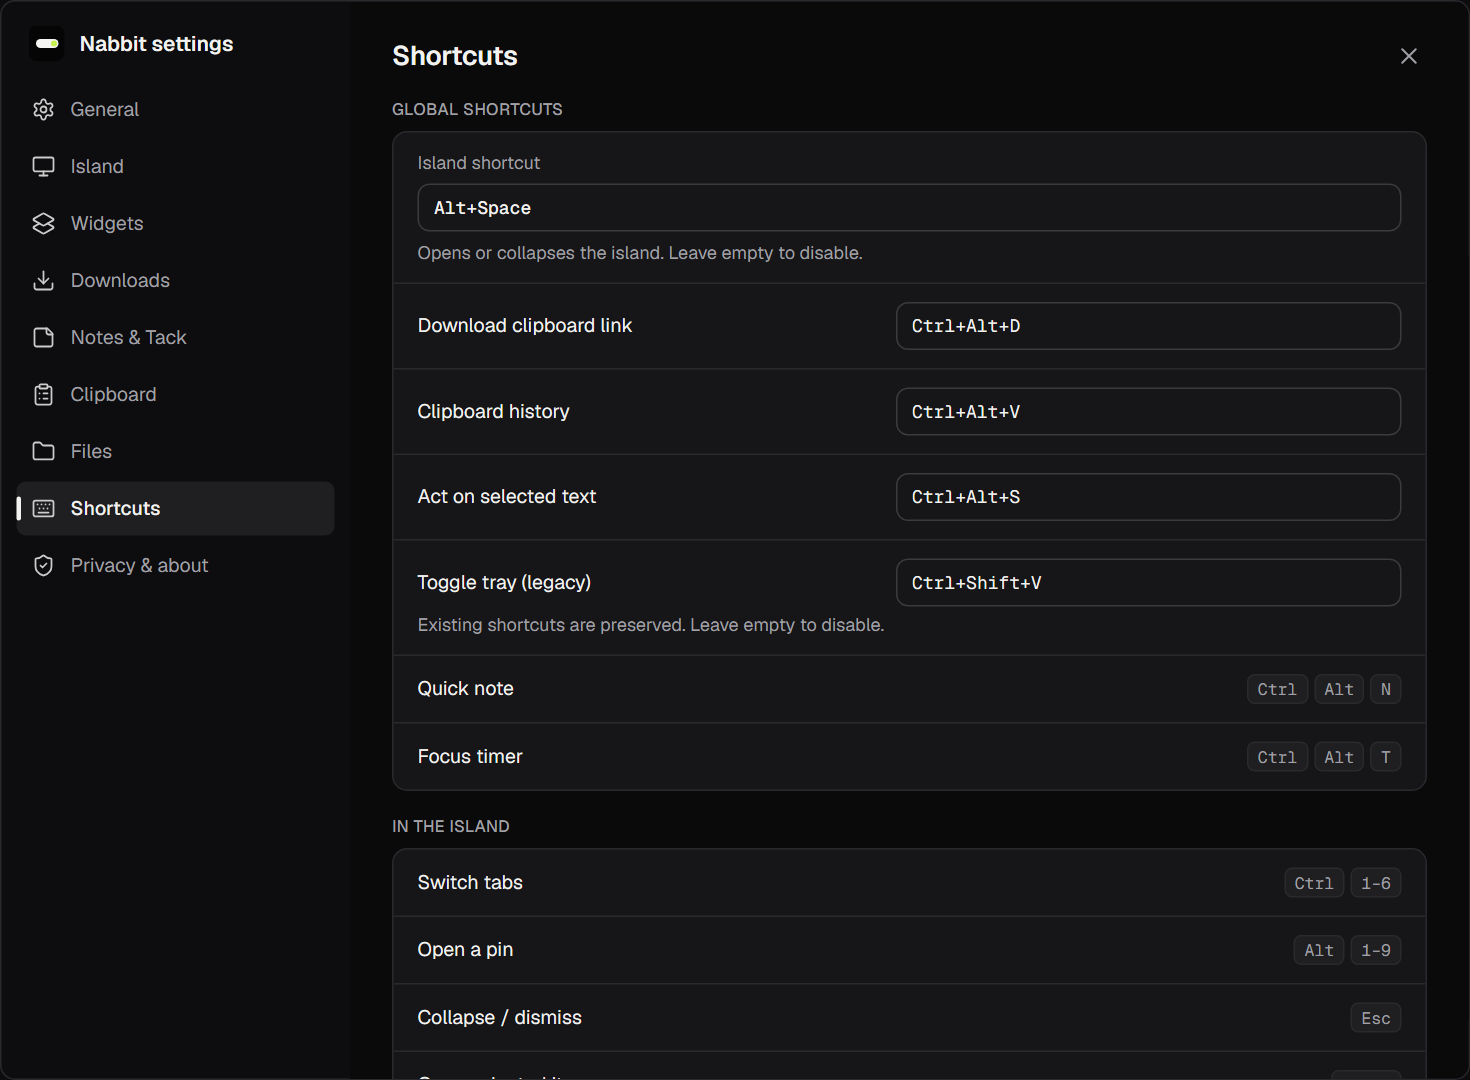 Nabbit settings
General
Island
Widgets
Downloads
Notes & Tack
Clipboard
Files
Shortcuts
Privacy & about
Shortcuts
GLOBAL SHORTCUTS
Island shortcut
Alt+Space
Opens or collapses the island. Leave empty to disable.
Download clipboard link Ctrl+Alt+D
Clipboard history Ctrl+Alt+V
Act on selected text Ctrl+Alt+S
Toggle tray (legacy) Ctrl+Shift+V
Existing shortcuts are preserved. Leave empty to disable.
Quick note Ctrl Alt N
Focus timer Ctrl Alt T
IN THE ISLAND
Switch tabs Ctrl 1-6
Open a pin Alt 1-9
Collapse / dismiss Esc